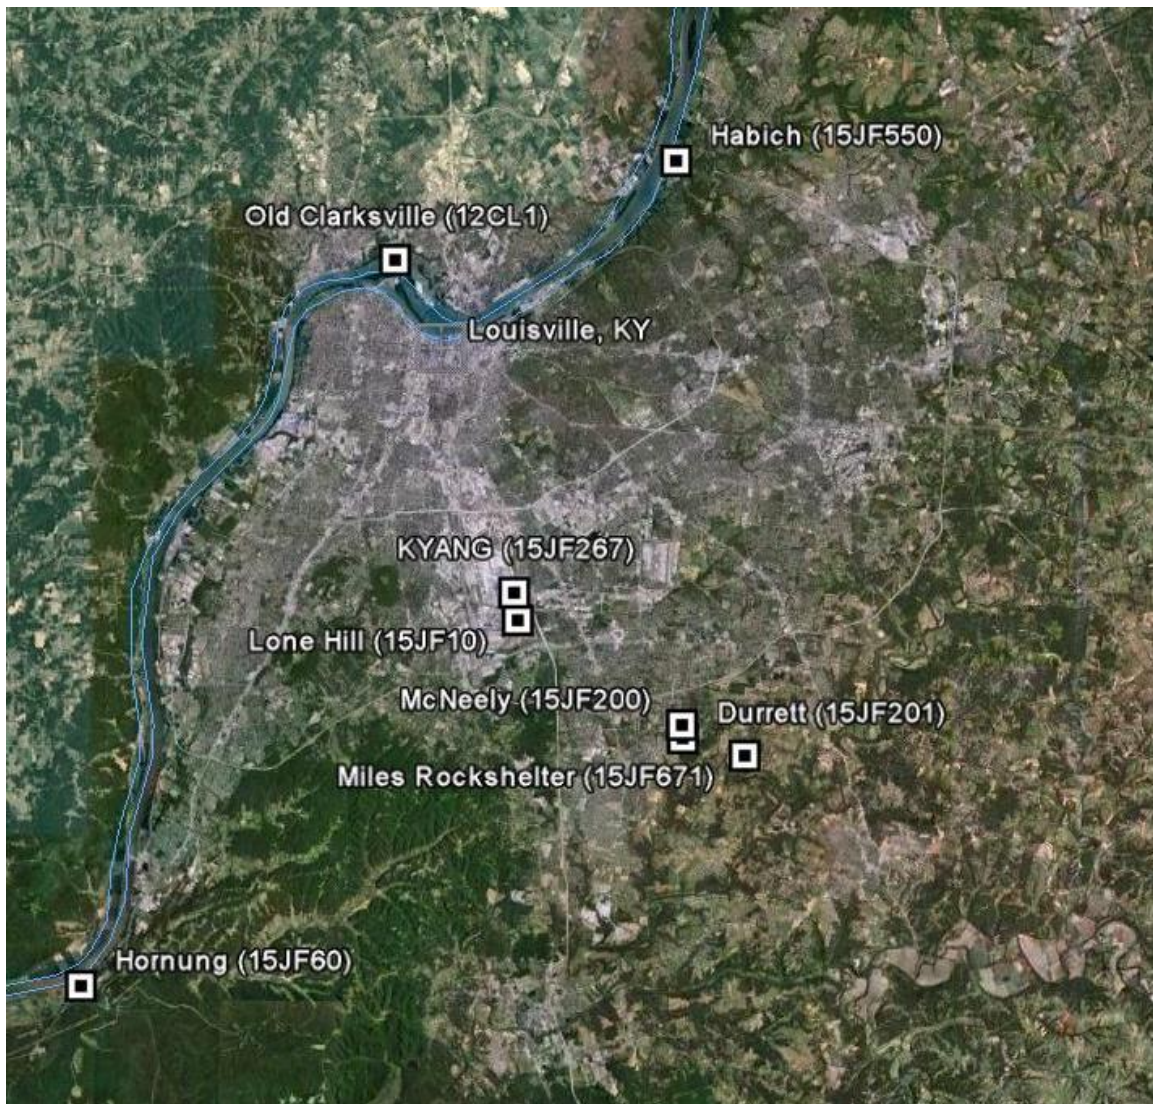 Habich (15JF550)
Old Clarksville (12CL1)
Louisville, KY
KYANG (15JF267)
Lone Hill (15JF10)
McNeely (15JF200)
Durrett (15JF201)
Miles Rockshelter (15JF671)
Hornung (15JF60)